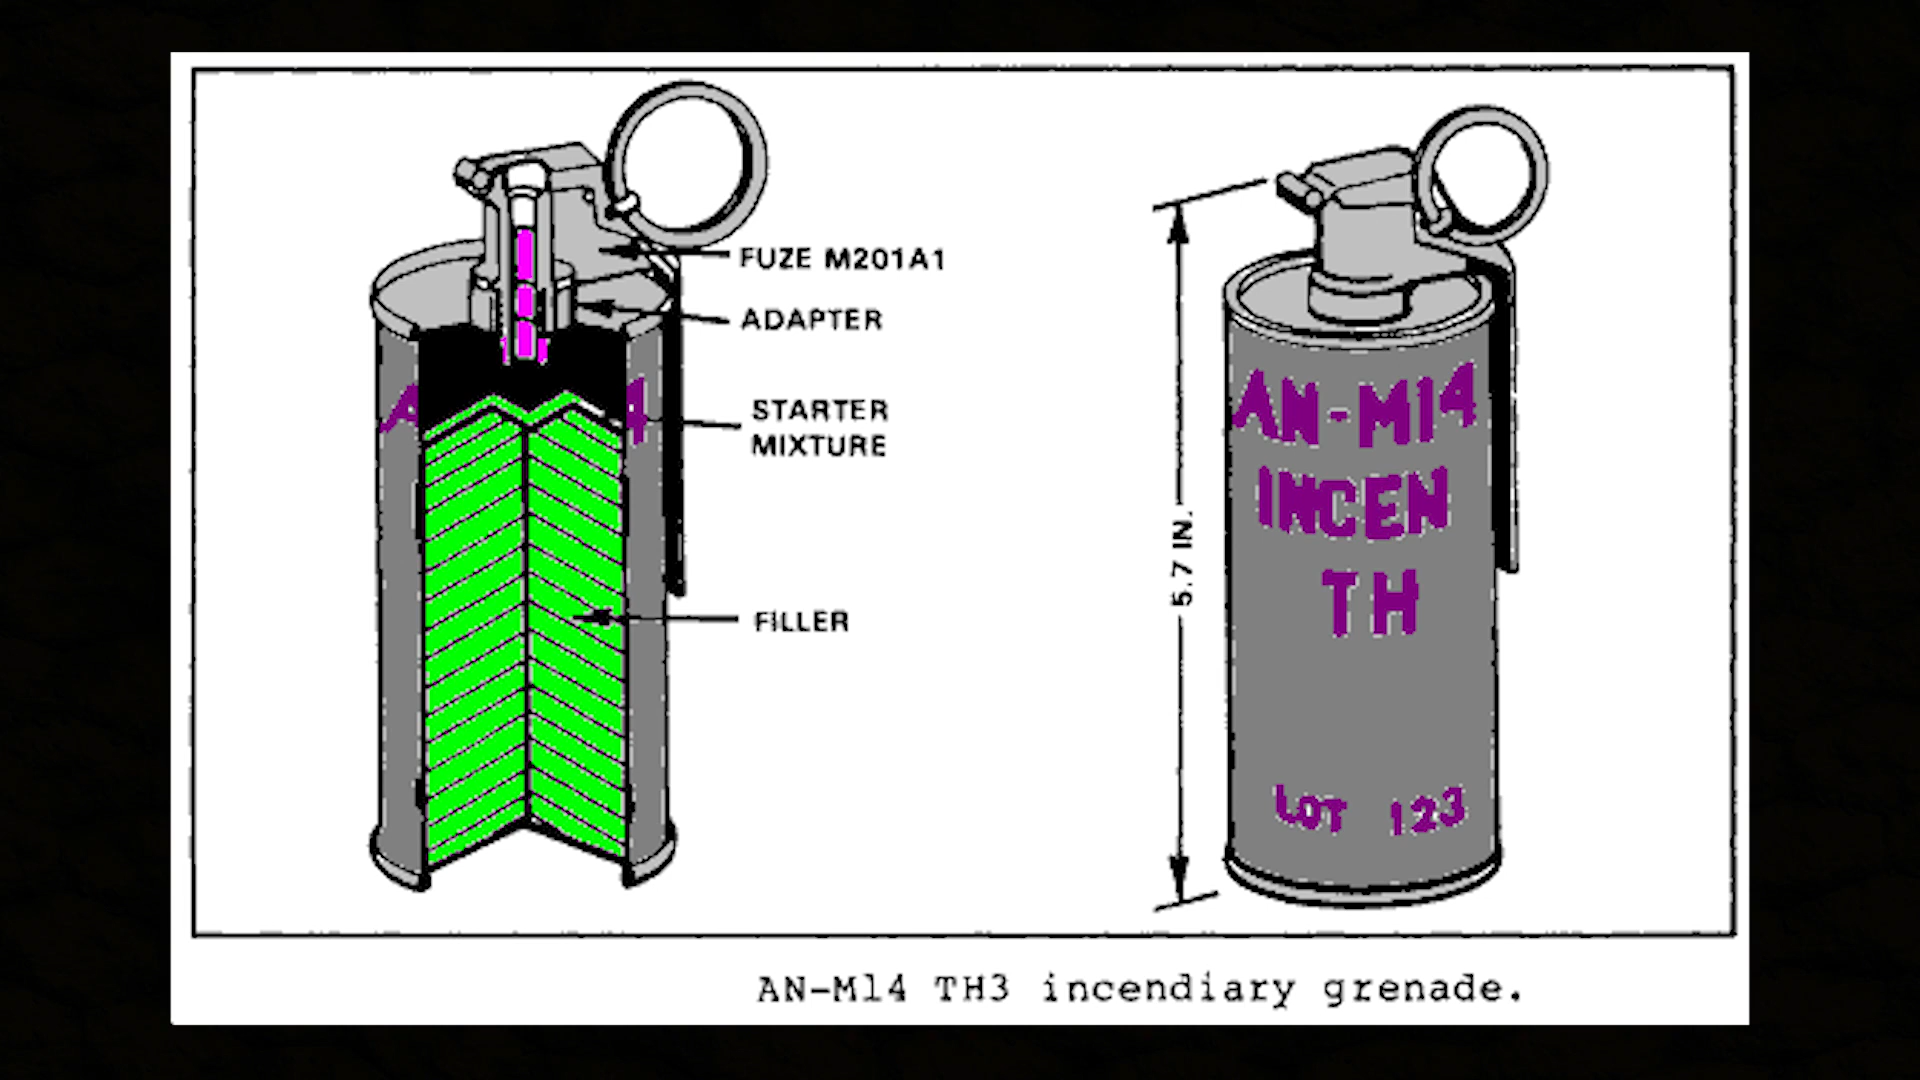 FUZE M201A1
ADAPTER
STARTER
MIXTURE
FILLER
A 4
5.7 IN.
AN-M14
INCEN
TH
LOT 123
AN-M14 TH3 incendiary grenade.